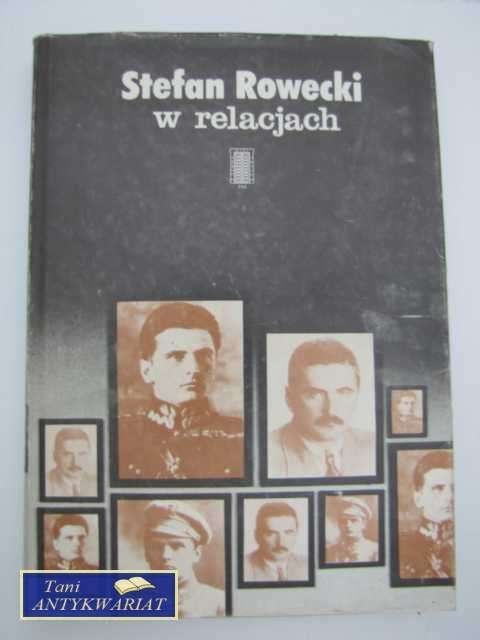 Stefan Rowecki
w relacjach
Tani
ANTYKWARIAT